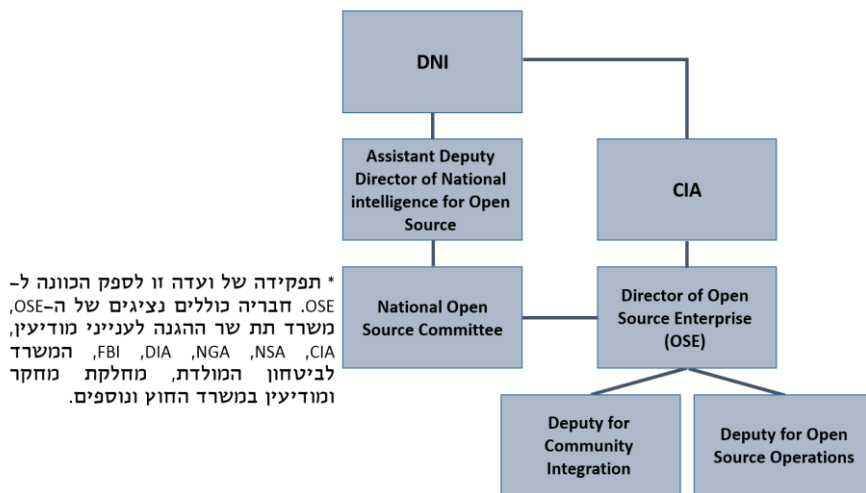 DNI
Assistant Deputy
Director of National
intelligence for Open
Source
CIA
* תפקידה של ועדה זו לספק הכוונה ל–
OSE. חבריה כוללים נציגים של ה–OSE,
משרד תת שר ההגנה לענייני מודיעין,
CIA, NSA, NGA, DIA, FBI, המשרד
לביטחון המולדת, מחלקת מחקר
ומודיעין במשרד החוץ ונוספים.
National Open
Source Committee
Director of Open
Source Enterprise
(OSE)
Deputy for
Community
Integration
Deputy for Open
Source Operations